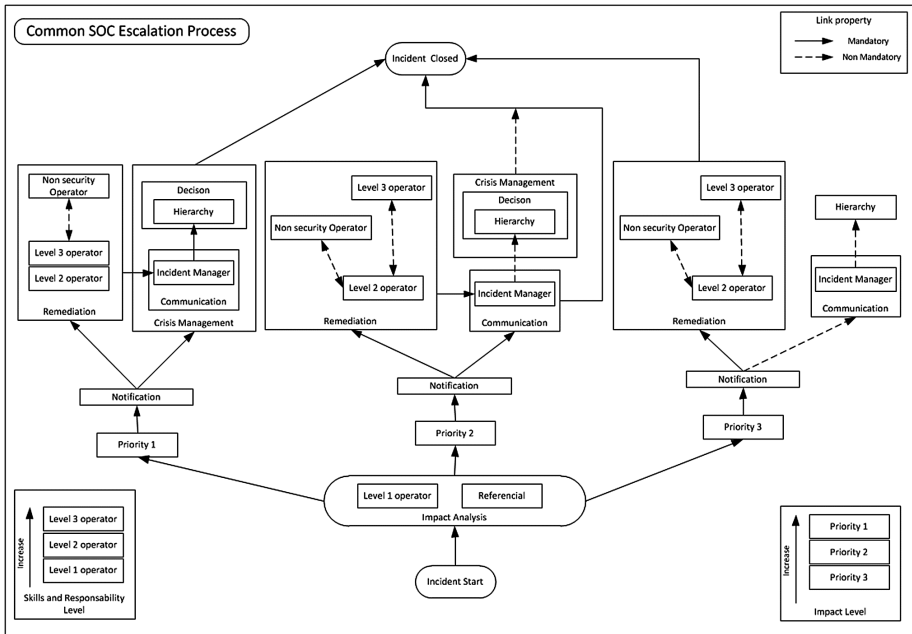 Common SOC Escalation Process
Link property
Mandatory
Non Mandatory
Incident Closed
Non security
Operator
Level 3 operator
Level 2 operator
Remediation
Decison
Hierarchy
Incident Manager
Communication
Crisis Management
Level 3 operator
Non security Operator
Level 2 operator
Remediation
Crisis Management
Decison
Hierarchy
Incident Manager
Communication
Level 3 operator
Non security Operator
Level 2 operator
Remediation
Hierarchy
Incident Manager
Communication
Notification
Notification
Notification
Priority 1
Priority 2
Priority 3
Level 1 operator
Referencial
Impact Analysis
Incident Start
Increase
Level 3 operator
Level 2 operator
Level 1 operator
Skills and Responsability
Level
Increase
Priority 1
Priority 2
Priority 3
Impact Level